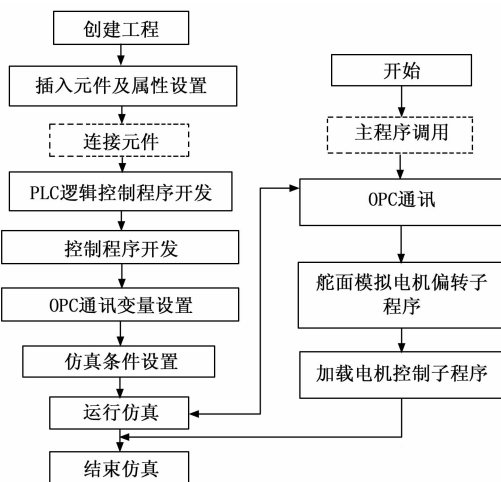 创建工程
插入元件及属性设置
连接元件
PLC逻辑控制程序开发
控制程序开发
OPC通讯变量设置
仿真条件设置
运行仿真
结束仿真
开始
主程序调用
OPC通讯
舵面模拟电机偏转子
程序
加载电机控制子程序